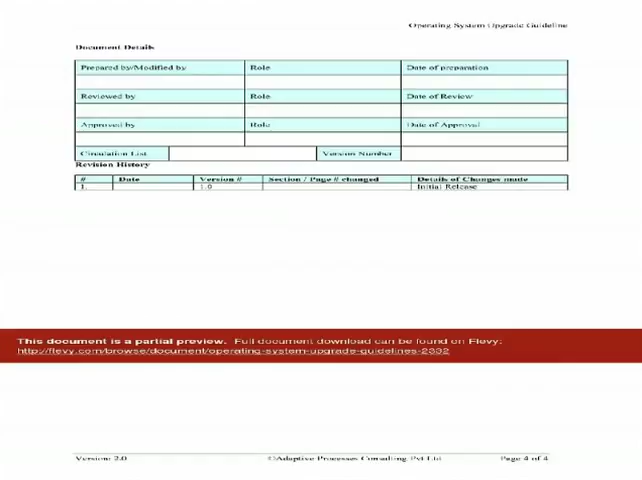 Operating System Upgrade Guideline
Document Details
Prepared by/Modified by Role Date of preparation
Reviewed by Role Date of Review
Approved by Role Date of Approval
Circulation List Version Number
Revision History
# Date Version # Section / Page # changed Details of Changes made
1. 1.0 Initial Release
This document is a partial preview. Full document download can be found on Flevy:
http://flevy.com/browse/document/operating-system-upgrade-guidelines-2332
Version: 2.0 ©Adaptive Processes Consulting Pvt Ltd Page 4 of 4